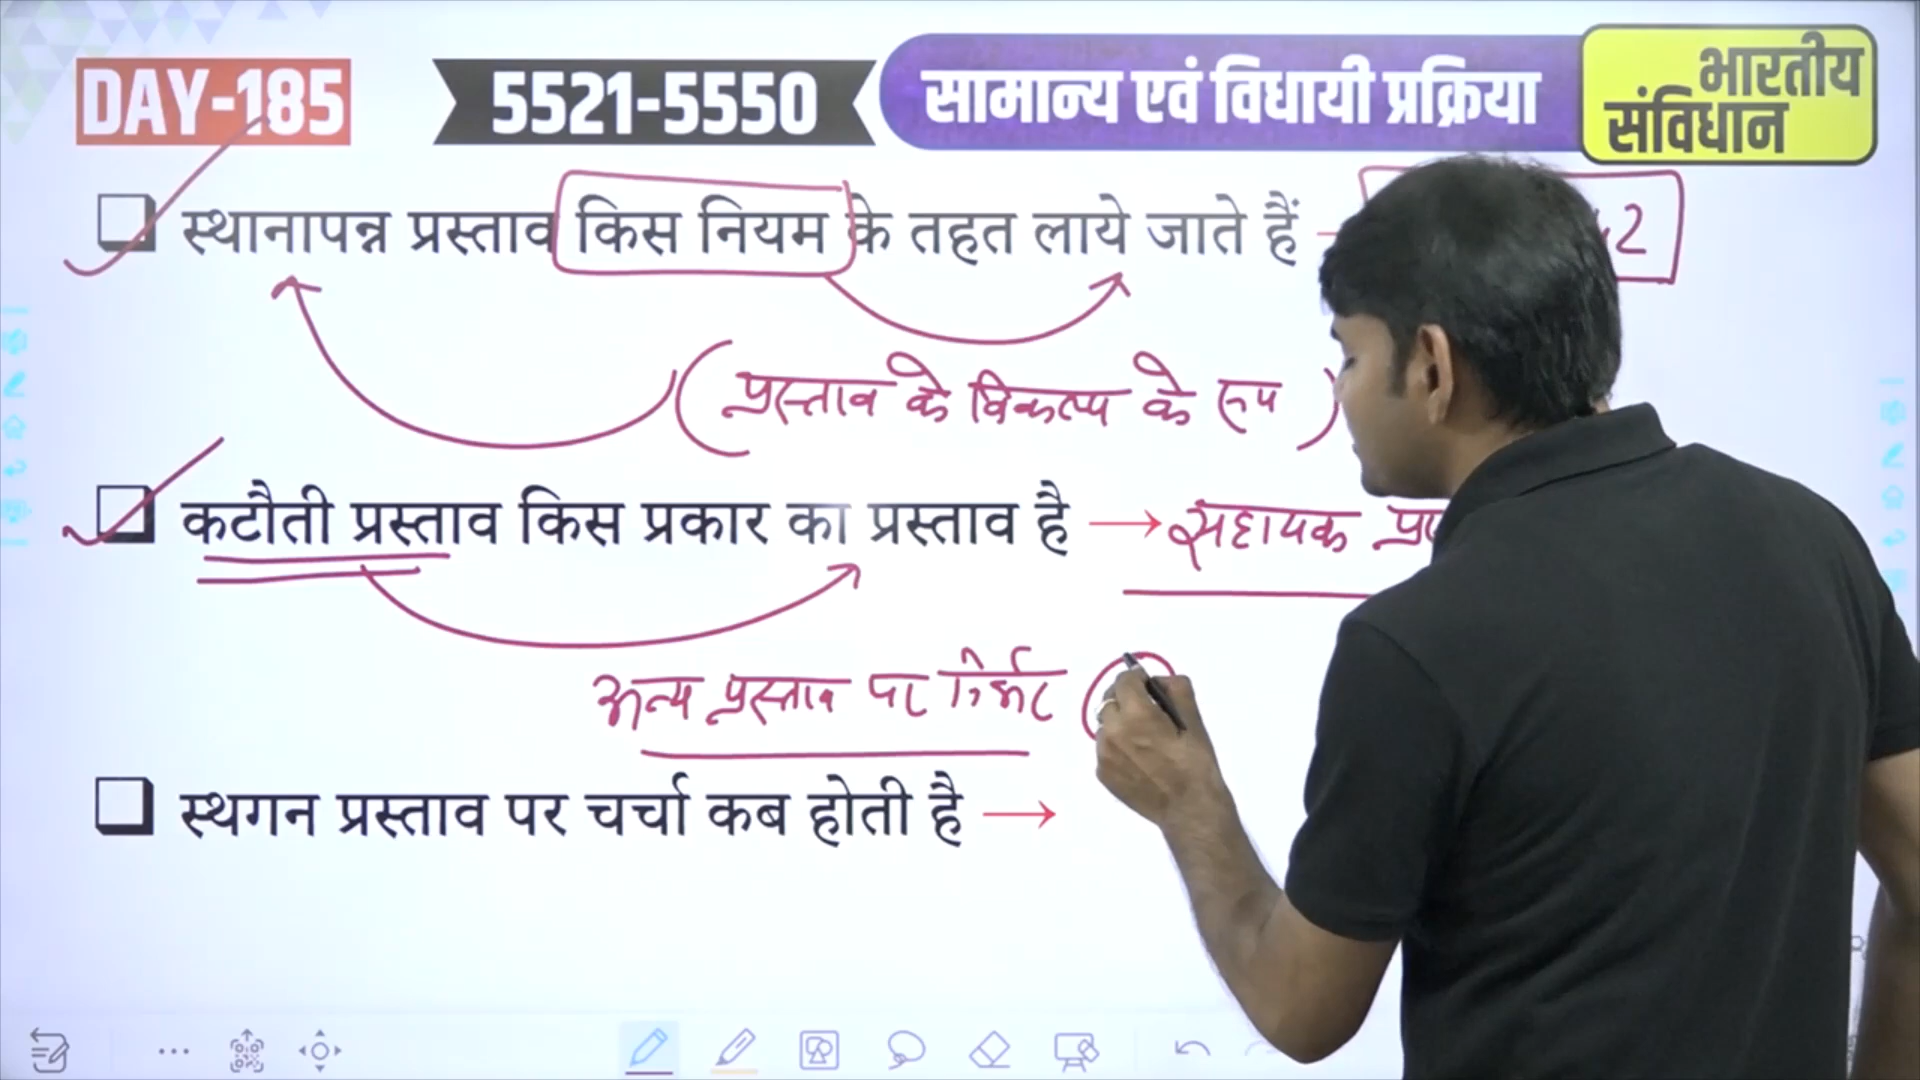 DAY-185
5521-5550
सामान्य एवं विधायी प्रक्रिया
भारतीय
संविधान
स्थानापन्न प्रस्ताव किस नियम के तहत लाये जाते हैं → 2
(प्रस्ताव के विकल्प के रुप)
कटौती प्रस्ताव किस प्रकार का प्रस्ताव है → सहायक
अन्य प्रस्ताव पर निर्भर
स्थगन प्रस्ताव पर चर्चा कब होती है →